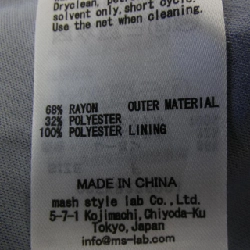 Dryclean, petroleum
solvent only, short cycle.
Use the net when cleaning.
68% RAYON OUTER MATERIAL
32% POLYESTER
100% POLYESTER LINING
MADE IN CHINA
mash style lab Co., Ltd.
5-7-1 Kojimachi, Chiyoda-Ku
Tokyo, Japan
info@ms-lab.com